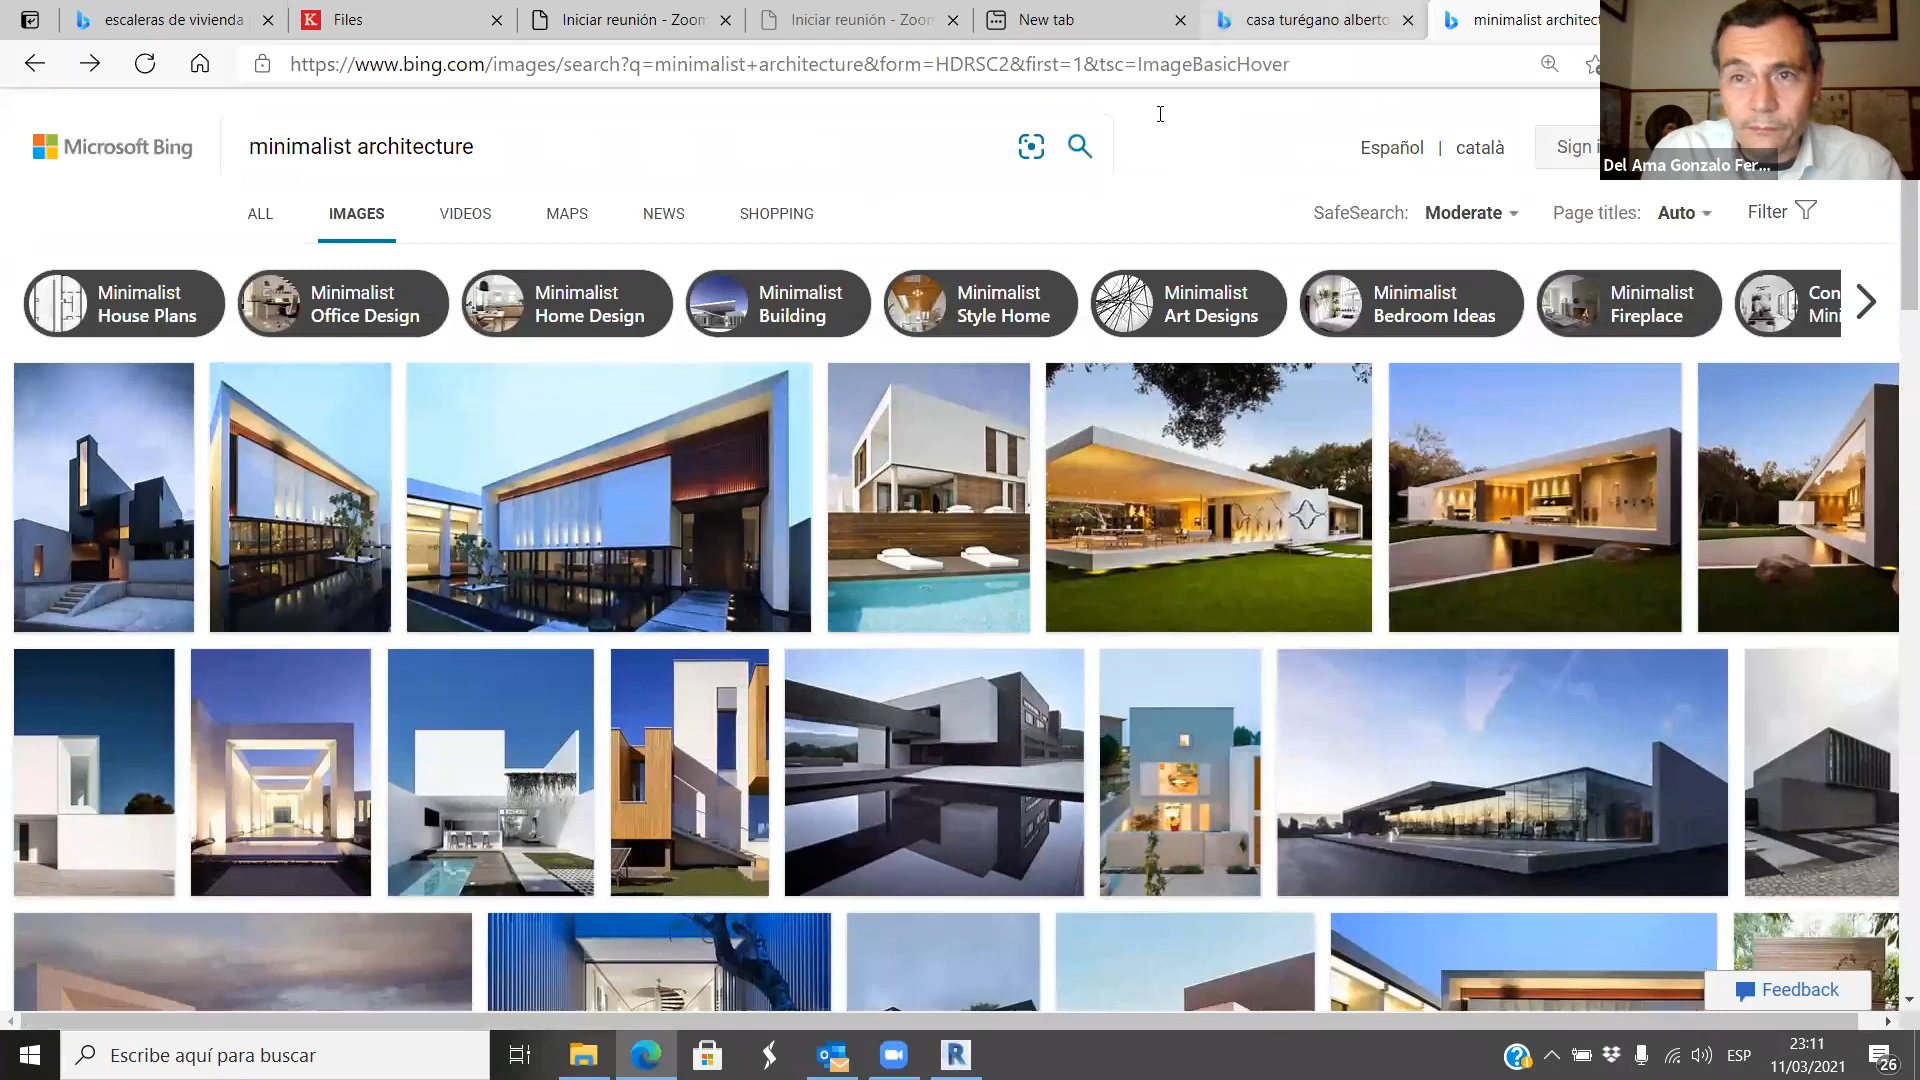 escaleras de vivienda
Files
Iniciar reunión - Zoom
Iniciar reunión - Zoom
New tab
casa turégano alberto
minimalist architect
https://www.bing.com/images/search?q=minimalist+architecture&form=HDRSC2&first=1&tsc=ImageBasicHover
Microsoft Bing
minimalist architecture
Español | català
Sign i
Del Ama Gonzalo Fer...
ALL
IMAGES
VIDEOS
MAPS
NEWS
SHOPPING
SafeSearch: Moderate
Page titles: Auto
Filter
Minimalist
House Plans
Minimalist
Office Design
Minimalist
Home Design
Minimalist
Building
Minimalist
Style Home
Minimalist
Art Designs
Minimalist
Bedroom Ideas
Minimalist
Fireplace
Con
Mini
Feedback
Escribe aquí para buscar
ESP
23:11
11/03/2021
26